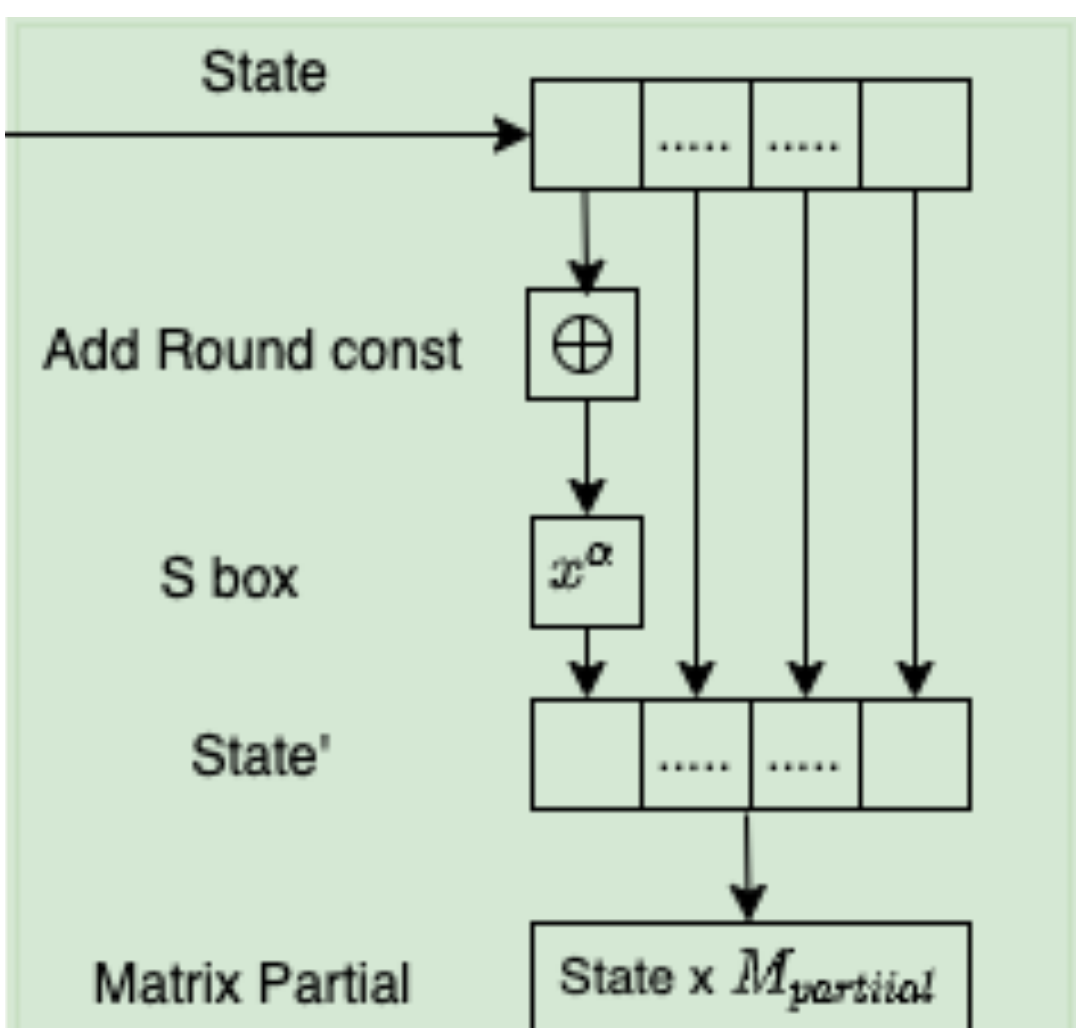 State
..... .....
Add Round const
⊕
S box
x^α
State'
..... .....
Matrix Partial
State x M_partiial